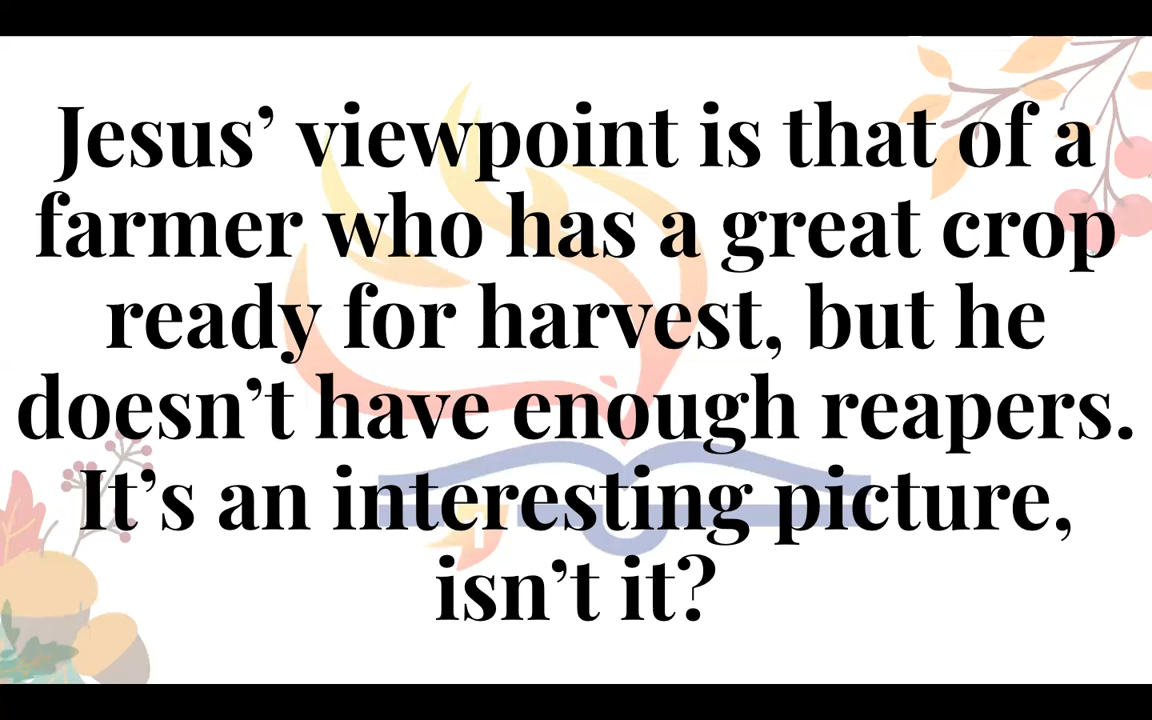 Jesus’ viewpoint is that of a
farmer who has a great crop
ready for harvest, but he
doesn’t have enough reapers.
It’s an interesting picture,
isn’t it?